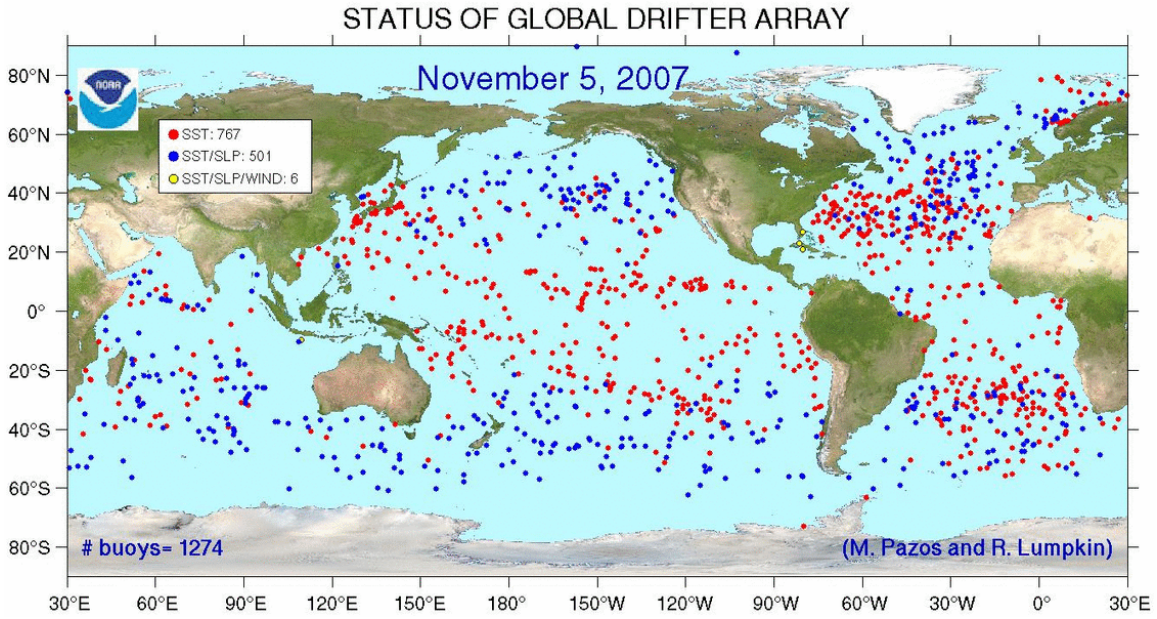 STATUS OF GLOBAL DRIFTER ARRAY
November 5, 2007
NOAA
SST: 767
SST/SLP: 501
SST/SLP/WIND: 6
80°N
60°N
40°N
20°N
0°
20°S
40°S
60°S
80°S
# buoys= 1274
(M. Pazos and R. Lumpkin)
30°E 60°E 90°E 120°E 150°E 180° 150°W 120°W 90°W 60°W 30°W 0° 30°E